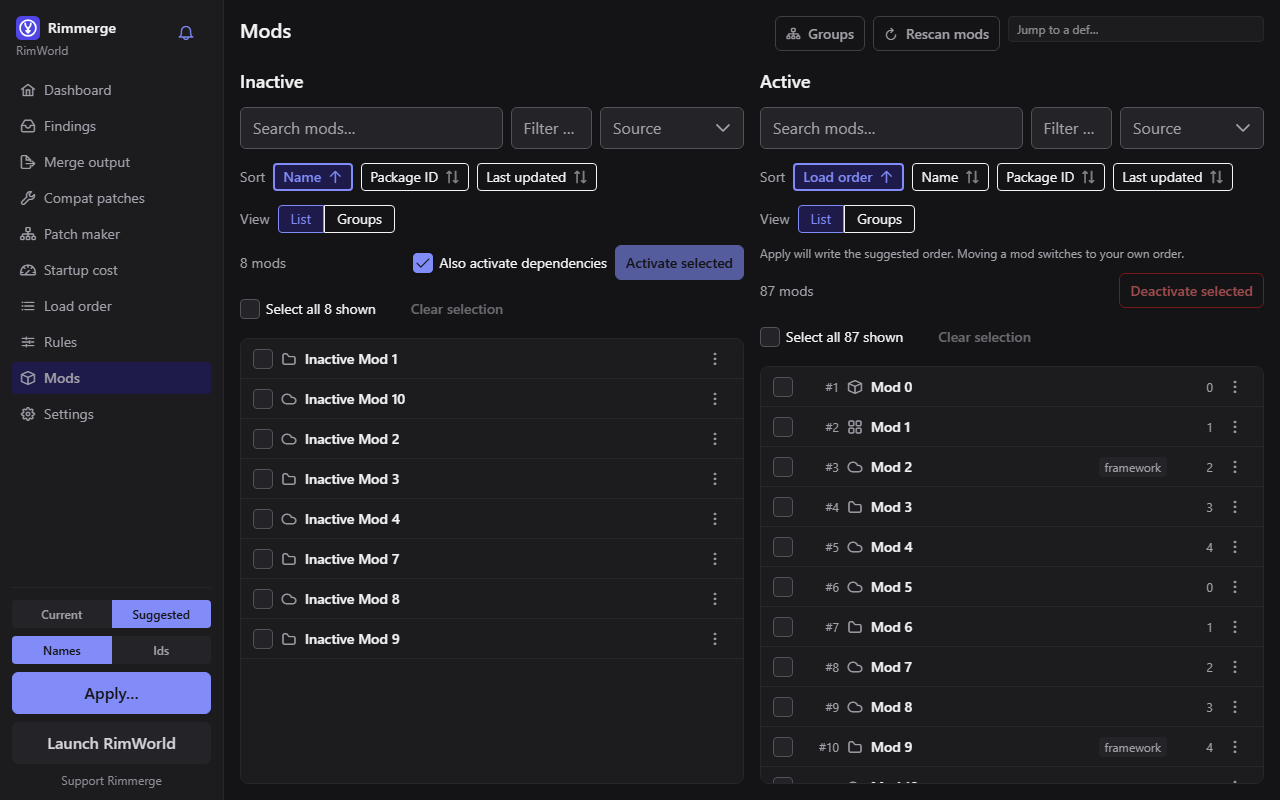 Rimmerge
RimWorld
Dashboard
Findings
Merge output
Compat patches
Patch maker
Startup cost
Load order
Rules
Mods
Settings
Current
Suggested
Names
Ids
Apply...
Launch RimWorld
Support Rimmerge
Mods
Groups
Rescan mods
Jump to a def...
Inactive
Search mods...
Filter ...
Source
Sort
Name
Package ID
Last updated
View
List
Groups
8 mods
Also activate dependencies
Activate selected
Select all 8 shown
Clear selection
Inactive Mod 1
Inactive Mod 10
Inactive Mod 2
Inactive Mod 3
Inactive Mod 4
Inactive Mod 7
Inactive Mod 8
Inactive Mod 9
Active
Search mods...
Filter ...
Source
Sort
Load order
Name
Package ID
Last updated
View
List
Groups
Apply will write the suggested order. Moving a mod switches to your own order.
87 mods
Deactivate selected
Select all 87 shown
Clear selection
#1 Mod 0 0
#2 Mod 1 1
#3 Mod 2 framework 2
#4 Mod 3 3
#5 Mod 4 4
#6 Mod 5 0
#7 Mod 6 1
#8 Mod 7 2
#9 Mod 8 3
#10 Mod 9 framework 4